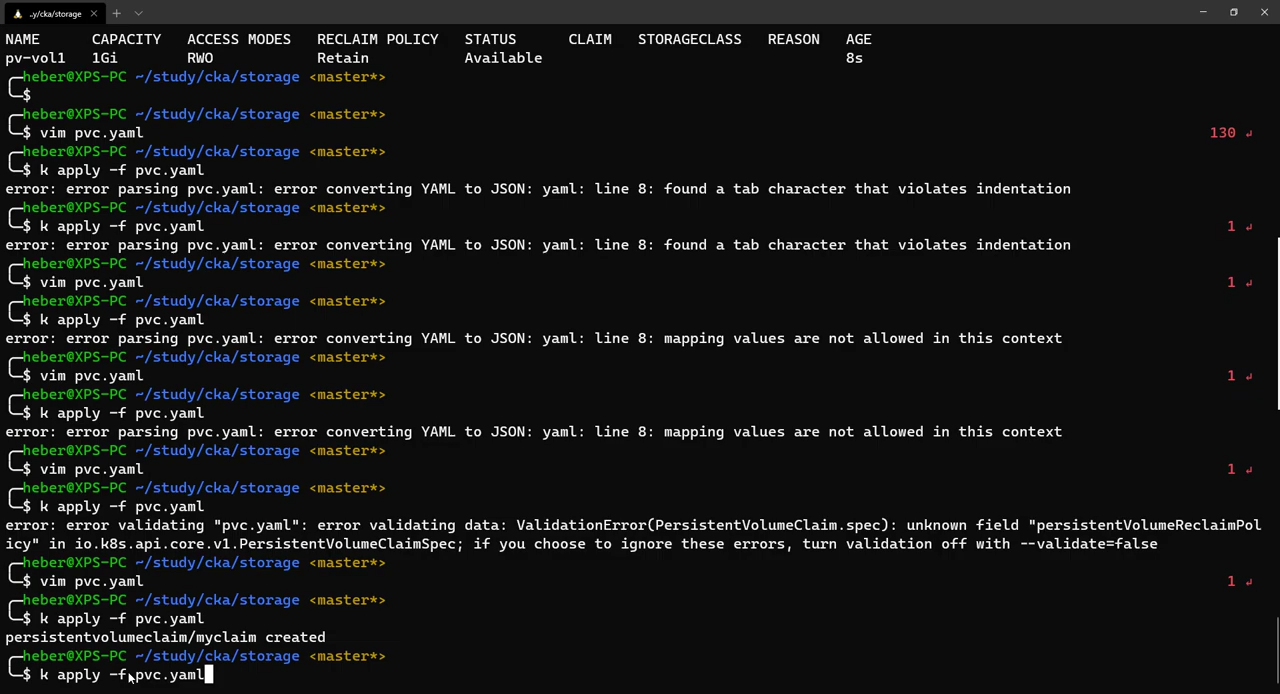 ..y/cka/storage
NAME CAPACITY ACCESS MODES RECLAIM POLICY STATUS CLAIM STORAGECLASS REASON AGE
pv-vol1 1Gi RWO Retain Available 8s
heber@XPS-PC ~/study/cka/storage <master*>
$
heber@XPS-PC ~/study/cka/storage <master*>
$ vim pvc.yaml 130 ↵
heber@XPS-PC ~/study/cka/storage <master*>
$ k apply -f pvc.yaml
error: error parsing pvc.yaml: error converting YAML to JSON: yaml: line 8: found a tab character that violates indentation
heber@XPS-PC ~/study/cka/storage <master*>
$ k apply -f pvc.yaml 1 ↵
error: error parsing pvc.yaml: error converting YAML to JSON: yaml: line 8: found a tab character that violates indentation
heber@XPS-PC ~/study/cka/storage <master*>
$ vim pvc.yaml 1 ↵
heber@XPS-PC ~/study/cka/storage <master*>
$ k apply -f pvc.yaml
error: error parsing pvc.yaml: error converting YAML to JSON: yaml: line 8: mapping values are not allowed in this context
heber@XPS-PC ~/study/cka/storage <master*>
$ vim pvc.yaml 1 ↵
heber@XPS-PC ~/study/cka/storage <master*>
$ k apply -f pvc.yaml
error: error parsing pvc.yaml: error converting YAML to JSON: yaml: line 8: mapping values are not allowed in this context
heber@XPS-PC ~/study/cka/storage <master*>
$ vim pvc.yaml 1 ↵
heber@XPS-PC ~/study/cka/storage <master*>
$ k apply -f pvc.yaml
error: error validating "pvc.yaml": error validating data: ValidationError(PersistentVolumeClaim.spec): unknown field "persistentVolumeReclaimPol
icy" in io.k8s.api.core.v1.PersistentVolumeClaimSpec; if you choose to ignore these errors, turn validation off with --validate=false
heber@XPS-PC ~/study/cka/storage <master*>
$ vim pvc.yaml 1 ↵
heber@XPS-PC ~/study/cka/storage <master*>
$ k apply -f pvc.yaml
persistentvolumeclaim/myclaim created
heber@XPS-PC ~/study/cka/storage <master*>
$ k apply -f pvc.yaml